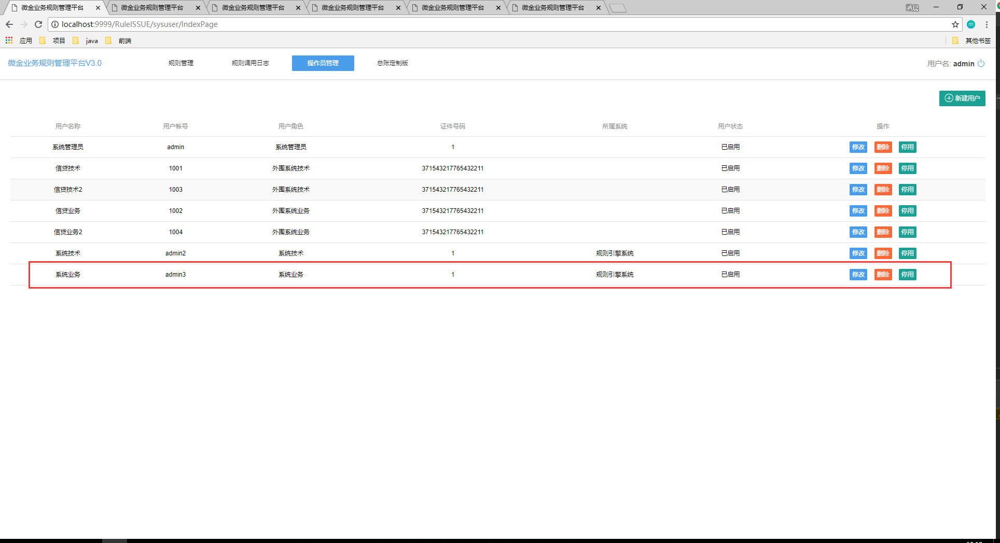 微金业务规则管理平台 微金业务规则管理平台 微金业务规则管理平台 微金业务规则管理平台 微金业务规则管理平台 微金业务规则管理平台 涵晨
localhost:9999/RuleISSUE/sysuser/indexPage m
应用 项目 java 前端 其他书签
微金业务规则管理平台V3.0 规则管理 规则调用日志 操作员管理 总账定制版 用户名: admin
新建用户
用户名称 用户帐号 用户角色 证件号码 所属系统 用户状态 操作
系统管理员 admin 系统管理员 1 已启用 修改 删除 停用
信贷技术 1001 外围系统技术 371543217765432211 已启用 修改 删除 停用
信贷技术2 1003 外围系统技术 371543217765432211 已启用 修改 删除 停用
信贷业务 1002 外围系统业务 371543217765432211 已启用 修改 删除 停用
信贷业务2 1004 外围系统业务 371543217765432211 已启用 修改 删除 停用
系统技术 admin2 系统技术 1 规则引擎系统 已启用 修改 删除 停用
系统业务 admin3 系统业务 1 规则引擎系统 已启用 修改 删除 停用